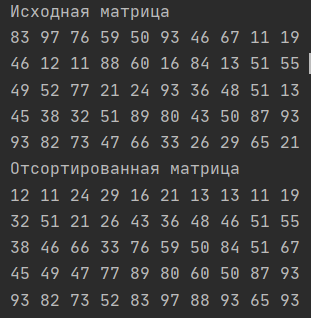 Исходная матрица
83 97 76 59 50 93 46 67 11 19
46 12 11 88 60 16 84 13 51 55
49 52 77 21 24 93 36 48 51 13
45 38 32 51 89 80 43 50 87 93
93 82 73 47 66 33 26 29 65 21
Отсортированная матрица
12 11 24 29 16 21 13 13 11 19
32 51 21 26 43 36 48 46 51 55
38 46 66 33 76 59 50 84 51 67
45 49 47 77 89 80 60 50 87 93
93 82 73 52 83 97 88 93 65 93